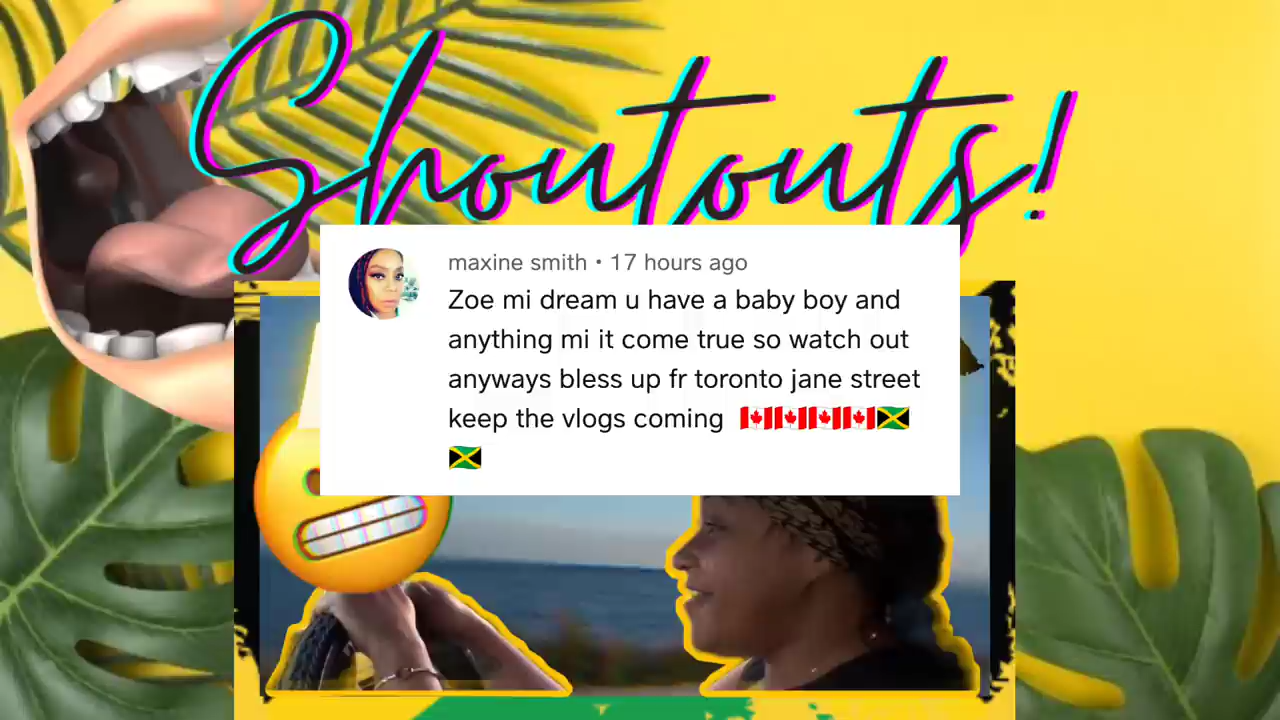 Shoutouts!
maxine smith • 17 hours ago
Zoe mi dream u have a baby boy and
anything mi it come true so watch out
anyways bless up fr toronto jane street
keep the vlogs coming 🇨🇦🇨🇦🇨🇦🇨🇦🇯🇲
🇯🇲